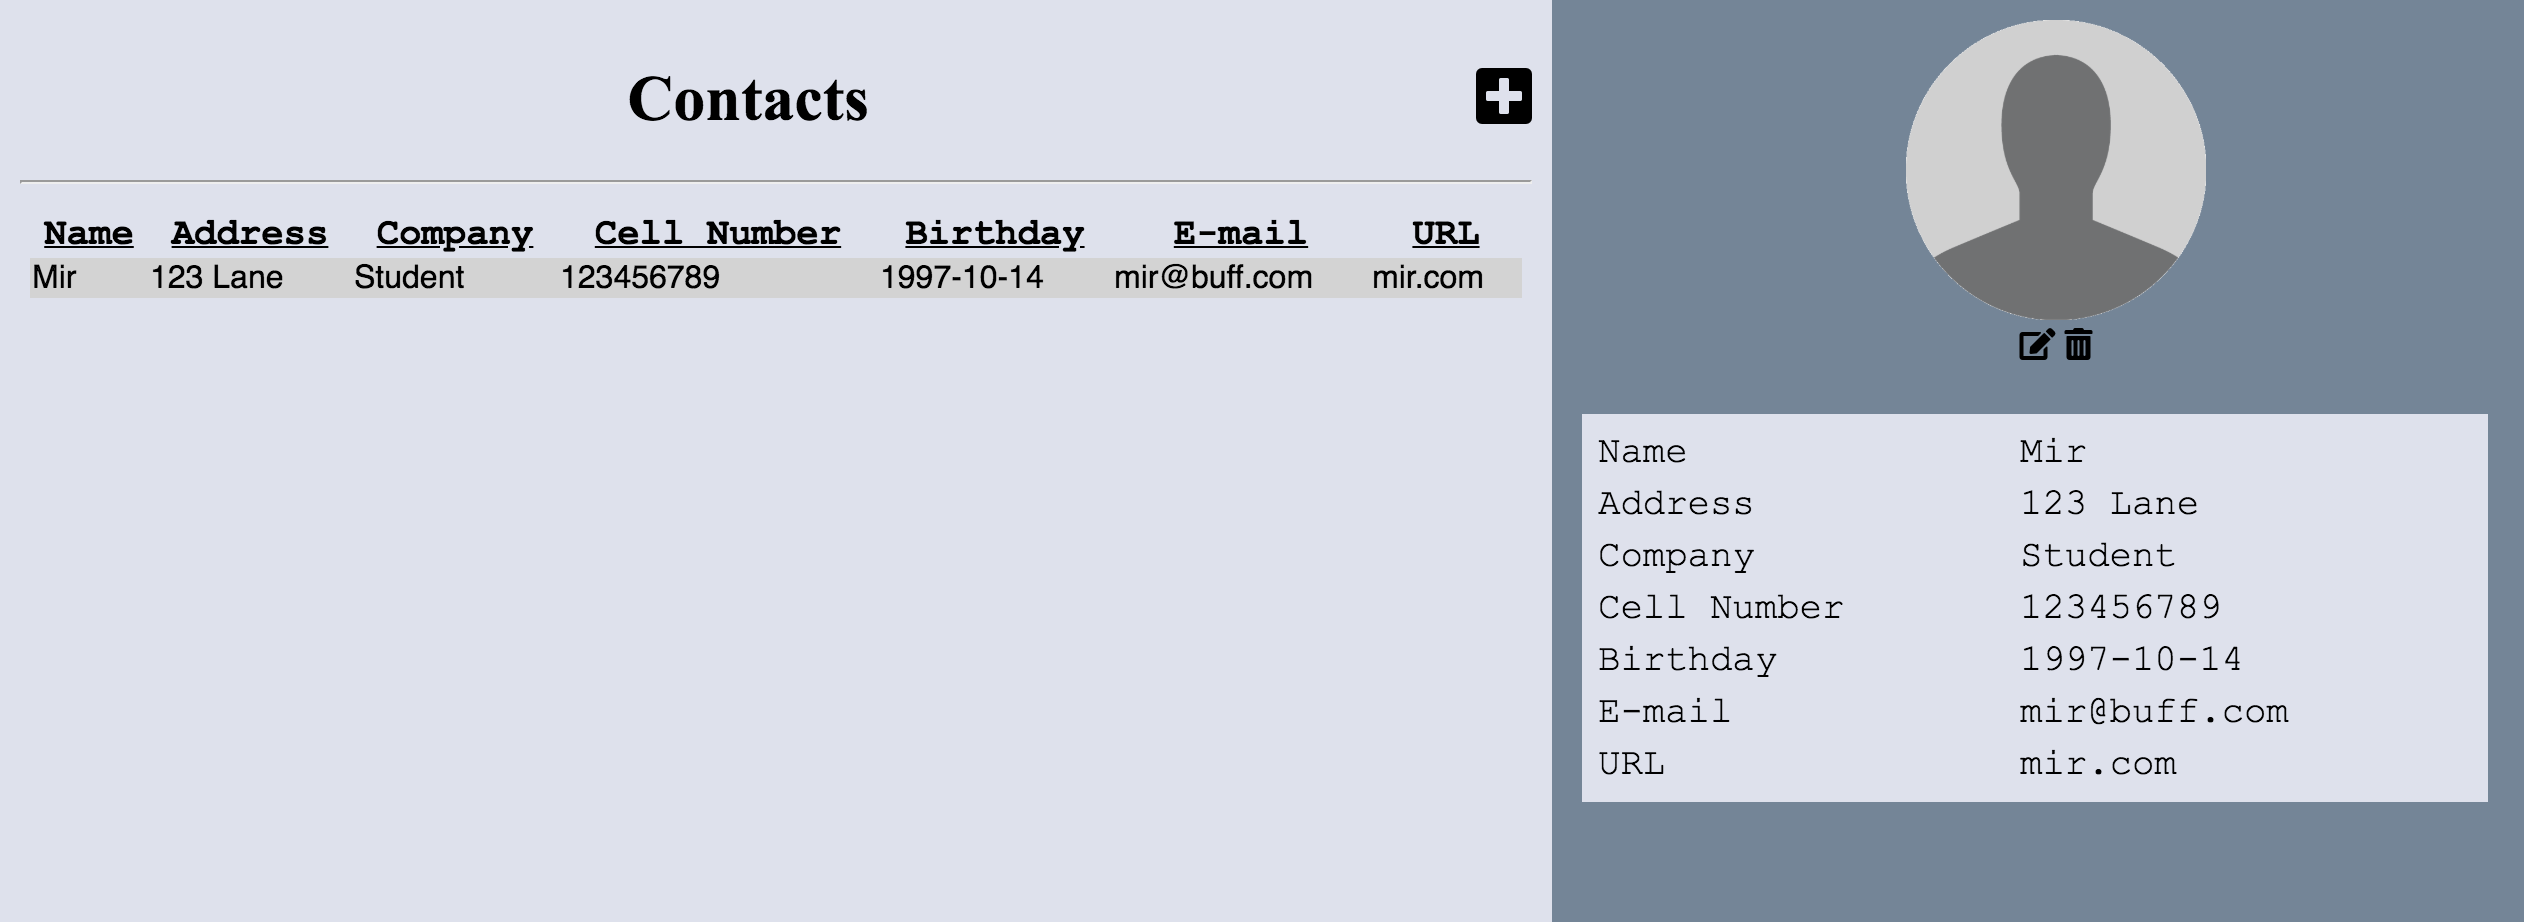 Contacts
Name Address Company Cell Number Birthday E-mail URL
Mir 123 Lane Student 123456789 1997-10-14 mir@buff.com mir.com
Name Mir
Address 123 Lane
Company Student
Cell Number 123456789
Birthday 1997-10-14
E-mail mir@buff.com
URL mir.com